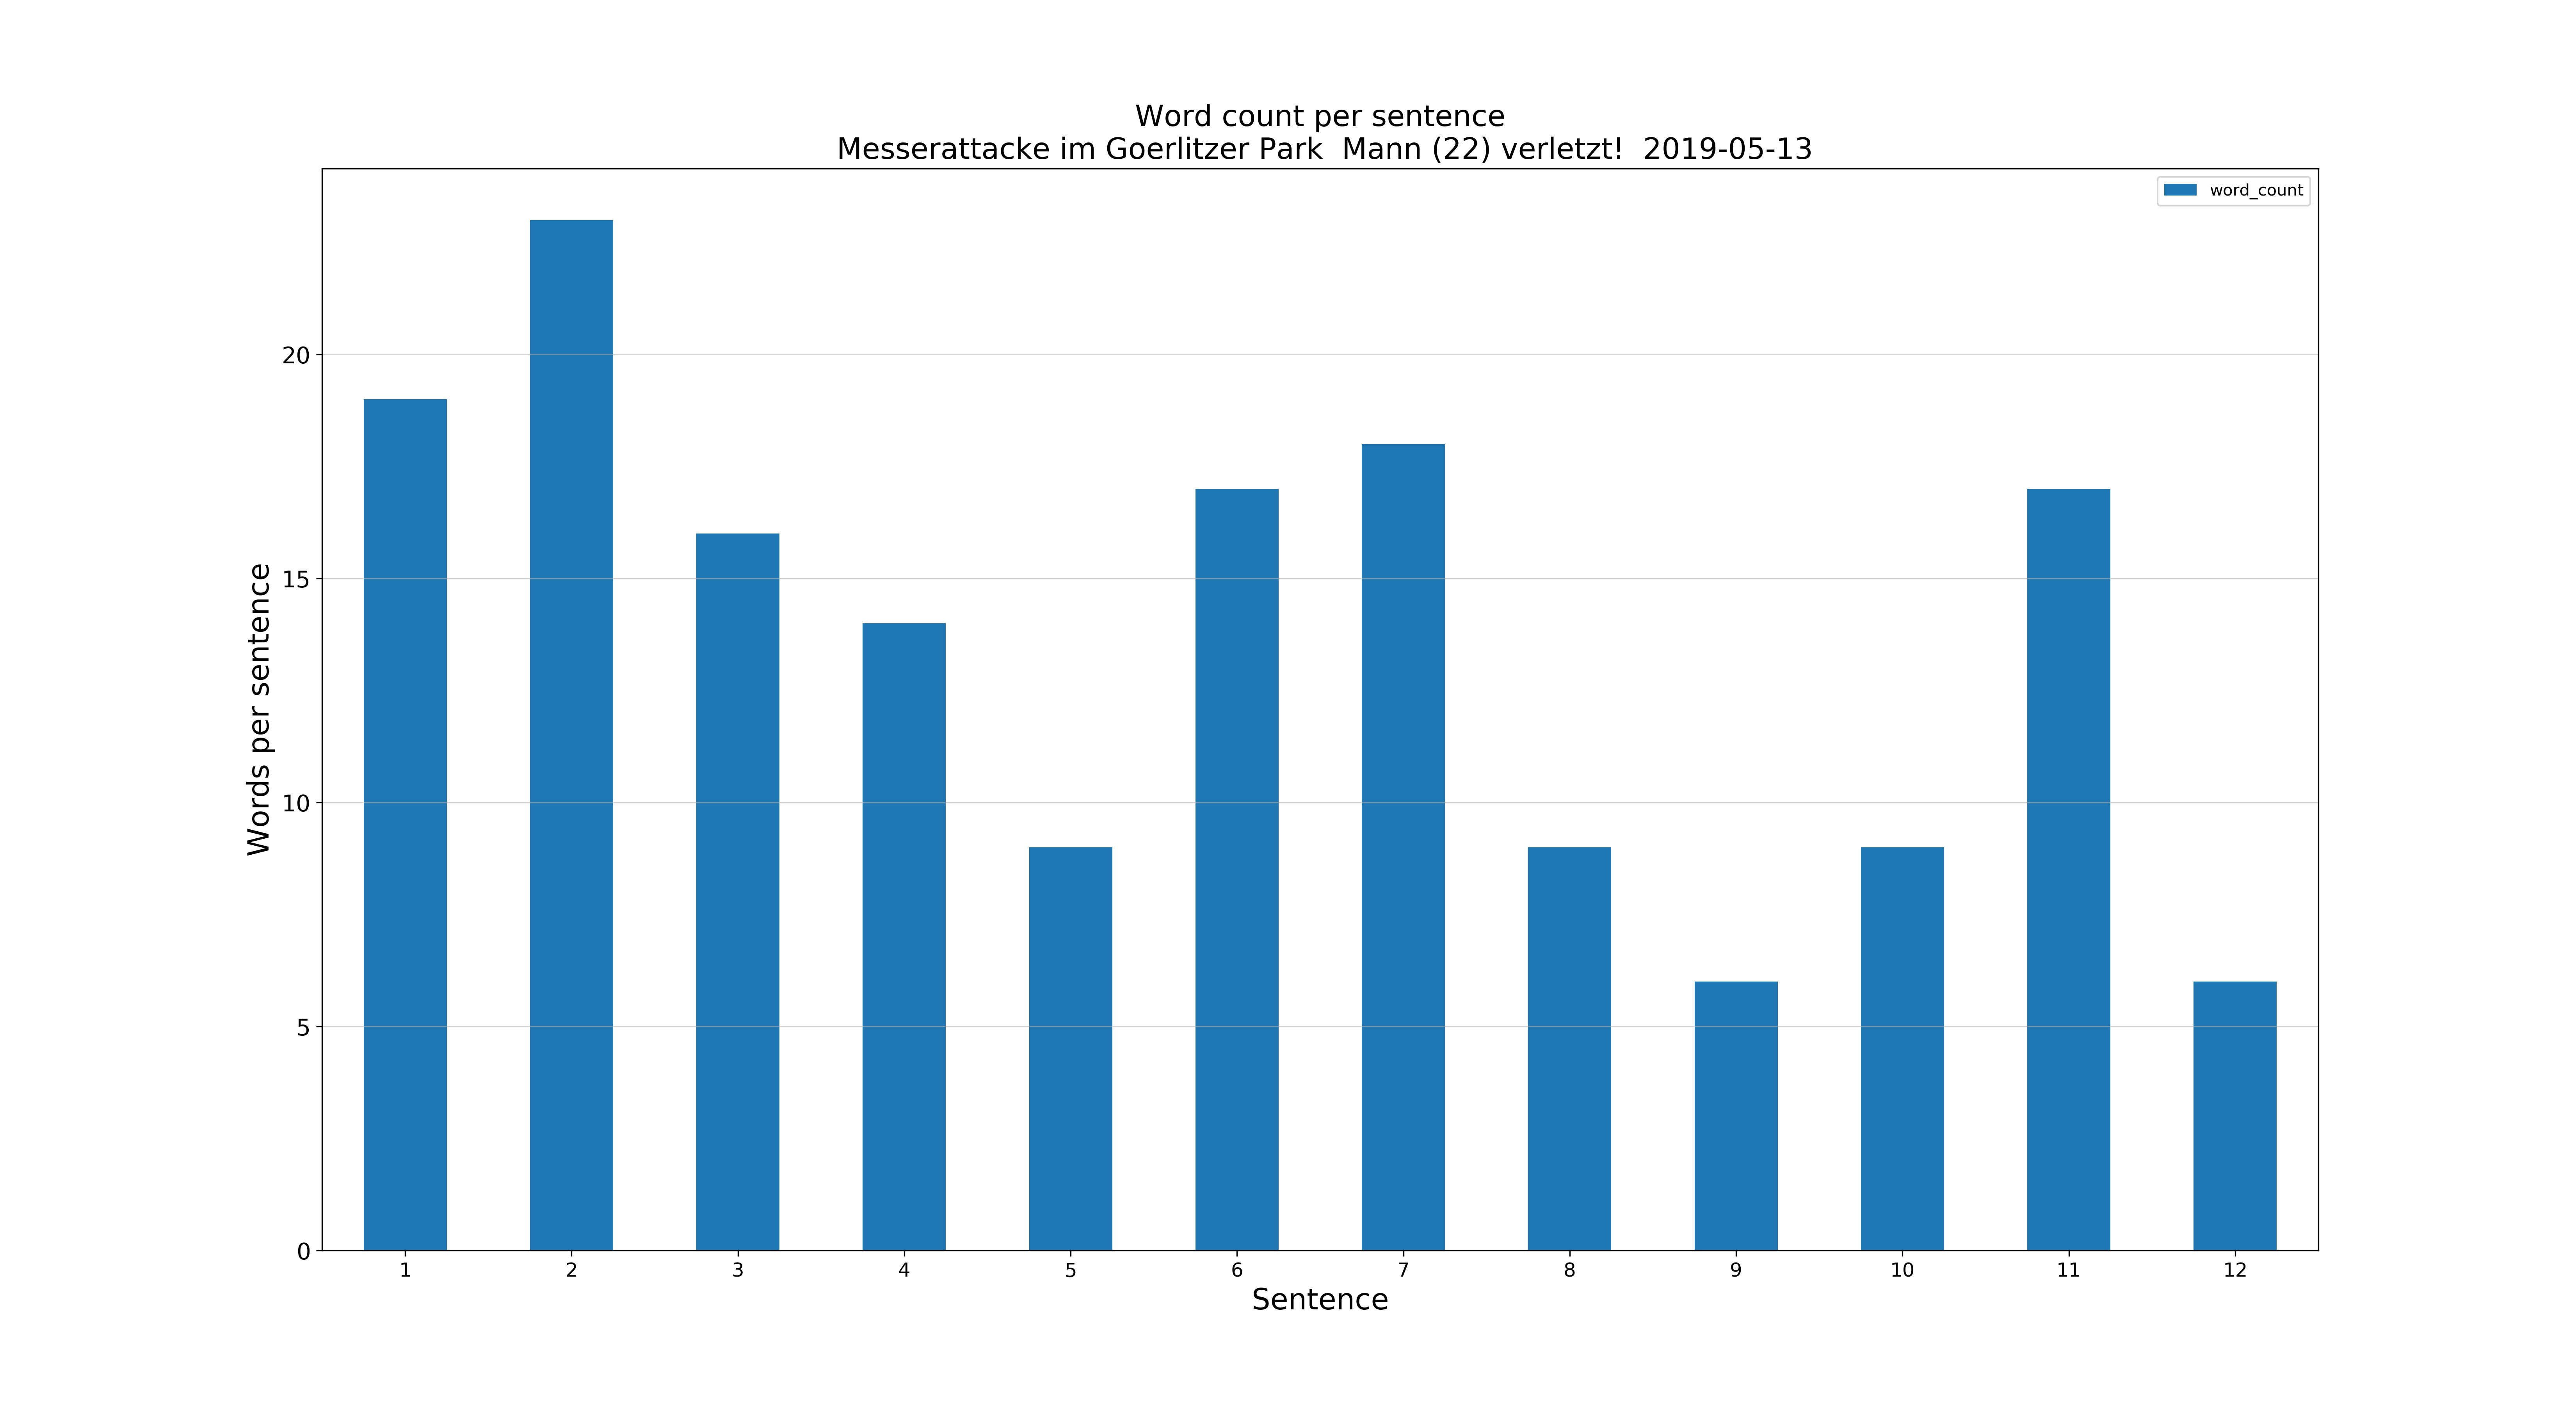 Word count per sentence
Messerattacke im Goerlitzer Park  Mann (22) verletzt!  2019-05-13
word_count
20
15
10
5
0
Words per sentence
1 2 3 4 5 6 7 8 9 10 11 12
Sentence